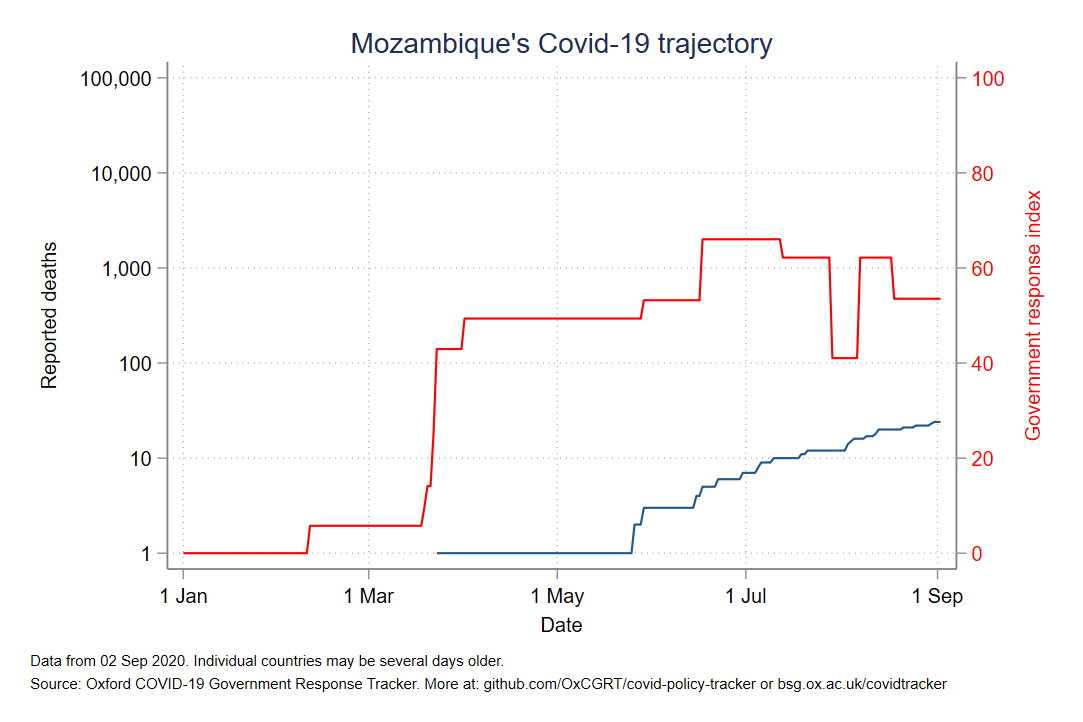 Mozambique's Covid-19 trajectory
100,000
10,000
1,000
100
10
1
Reported deaths
100
80
60
40
20
0
Government response index
1 Jan 1 Mar 1 May 1 Jul 1 Sep
Date
Data from 02 Sep 2020. Individual countries may be several days older.
Source: Oxford COVID-19 Government Response Tracker. More at: github.com/OxCGRT/covid-policy-tracker or bsg.ox.ac.uk/covidtracker